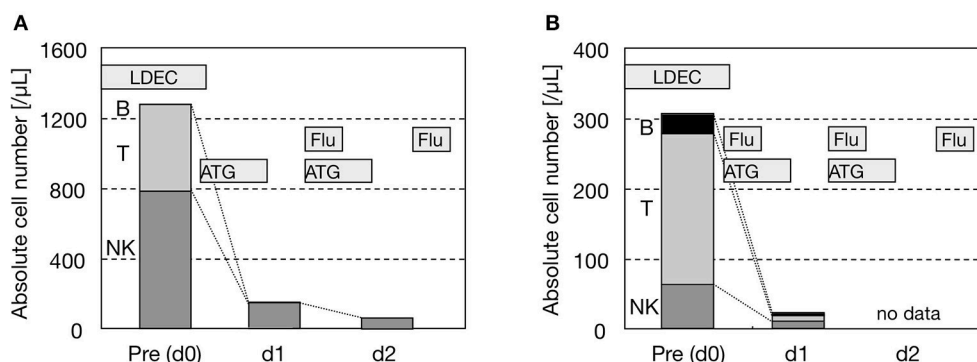 A
Absolute cell number [/µL]
1600
1200
800
400
0
LDEC
B
T
NK
ATG
Flu
ATG
Flu
Pre (d0)
d1
d2
B
Absolute cell number [/µL]
400
300
200
100
0
LDEC
B
T
NK
Flu
ATG
Flu
ATG
Flu
no data
Pre (d0)
d1
d2